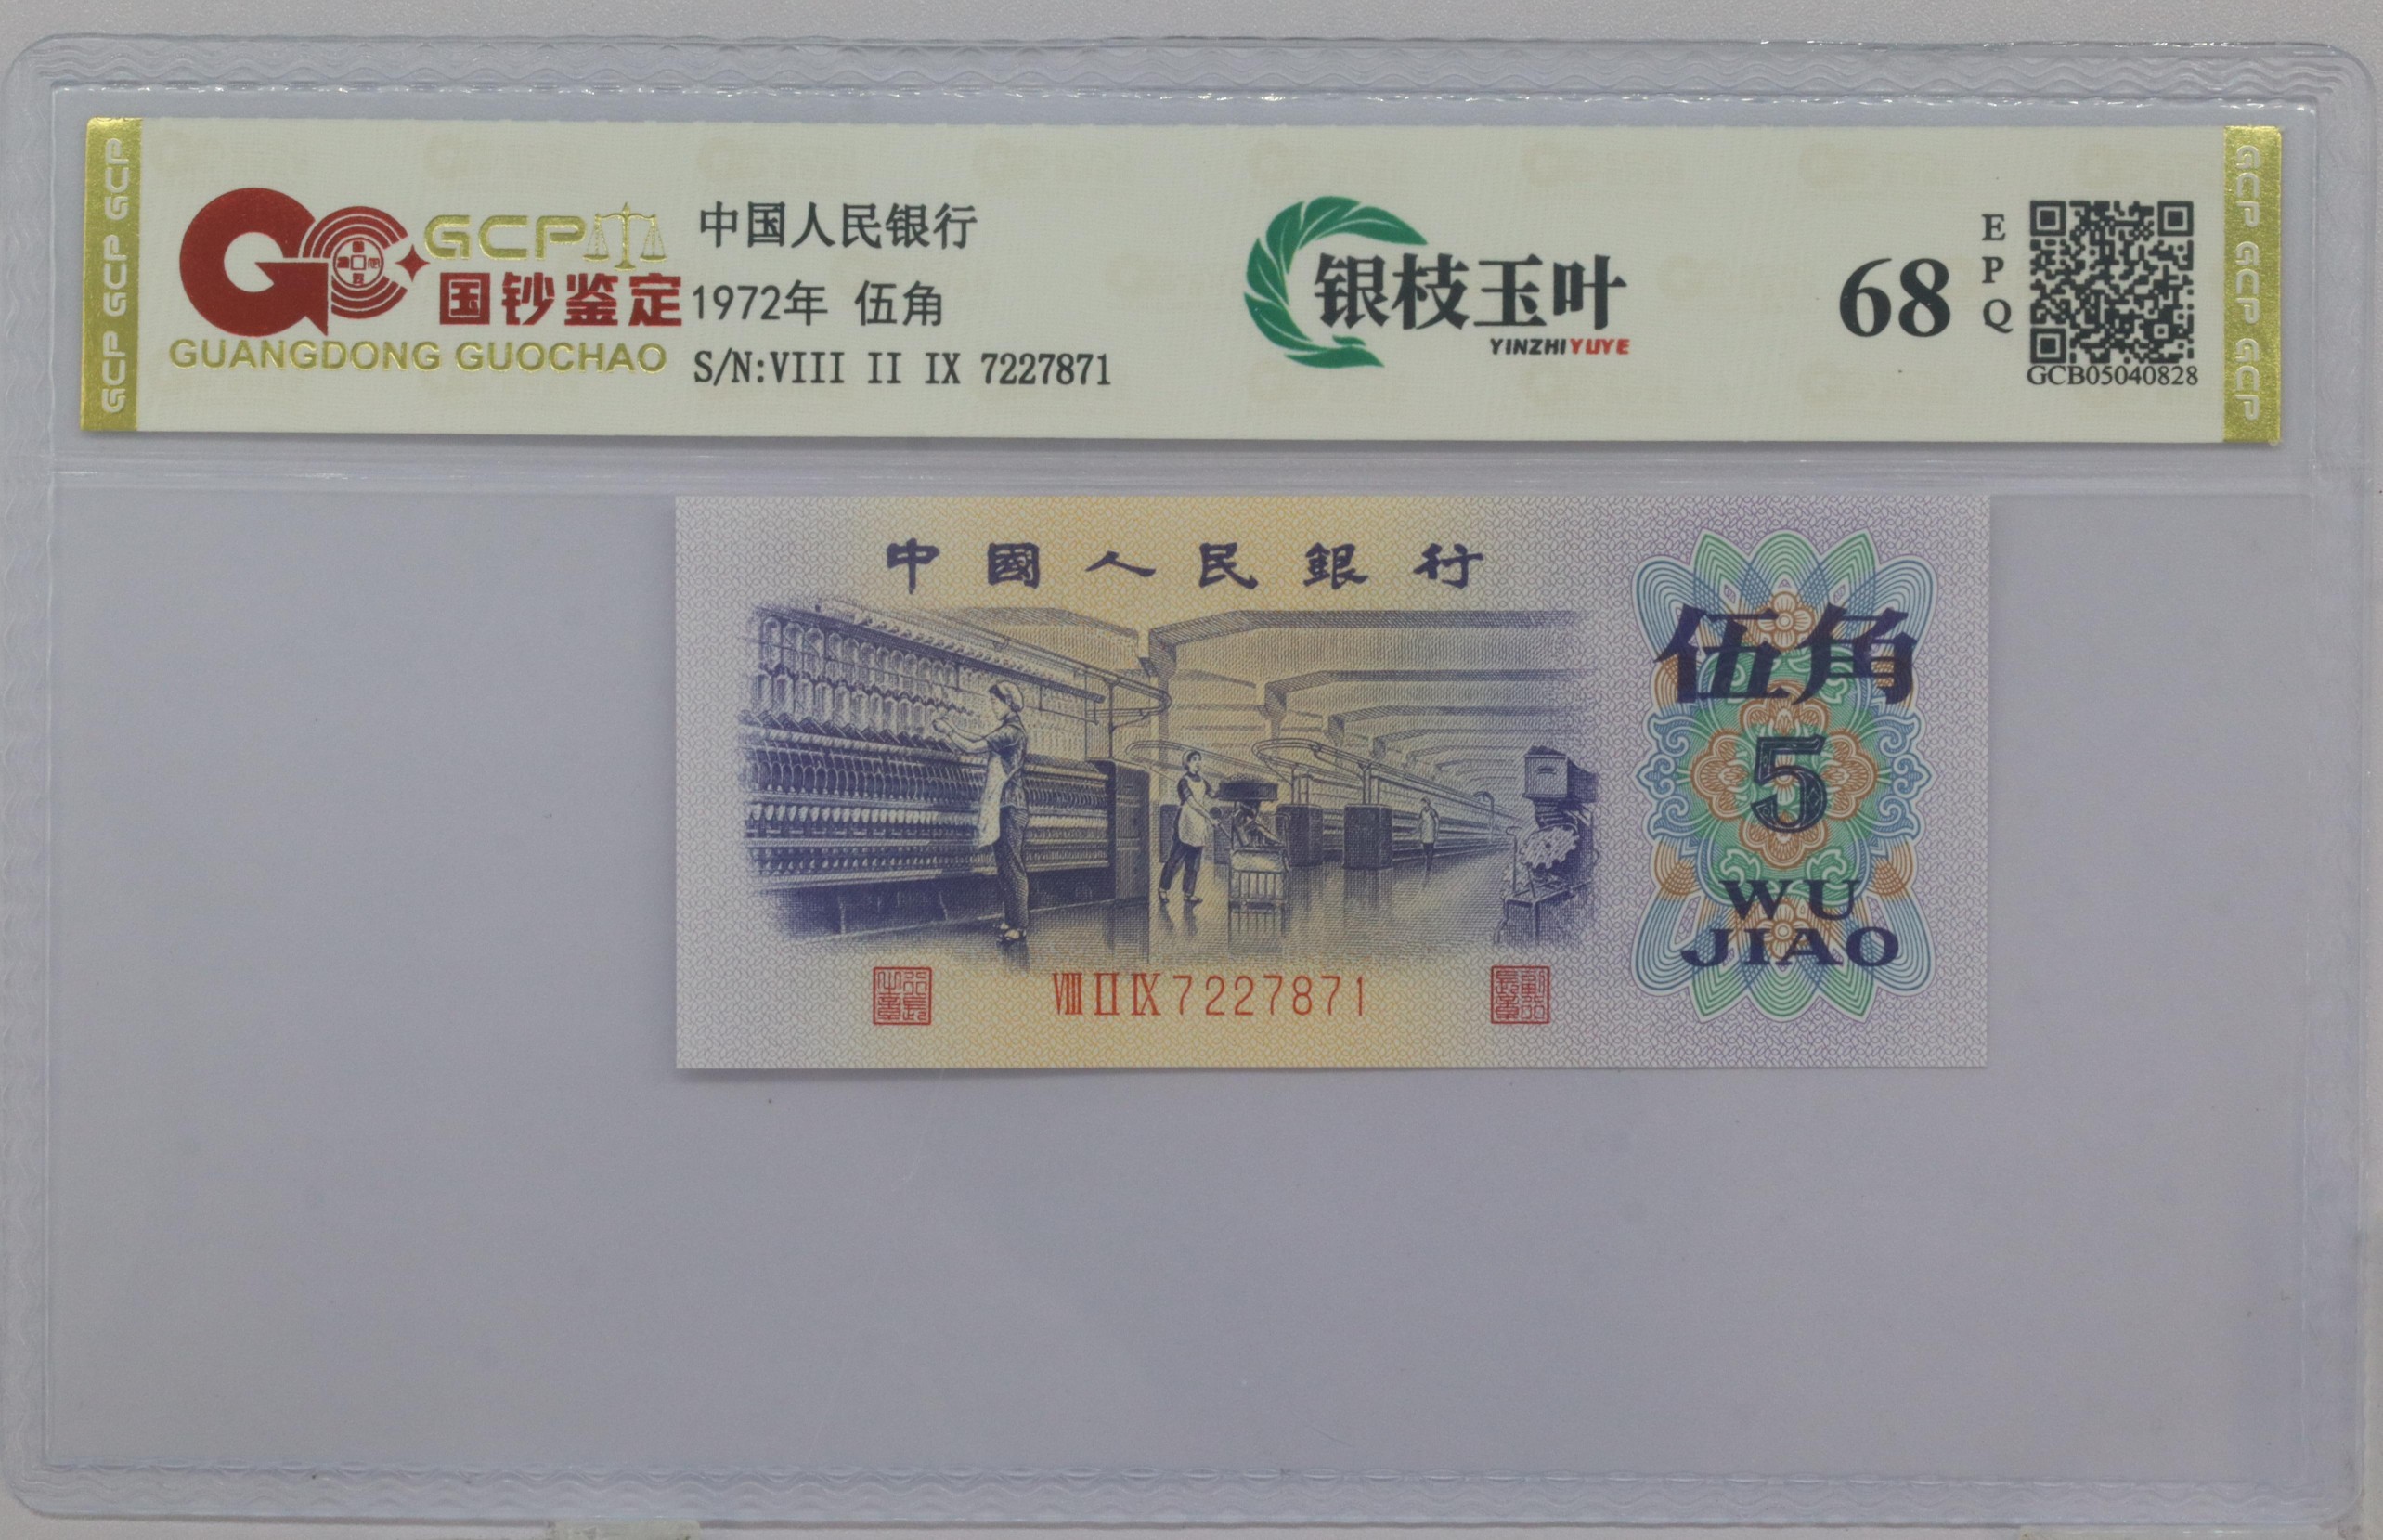 GCP GCP GCP
GCP
国钞鉴定
GUANGDONG GUOCHAO
中国人民银行
1972年 伍角
S/N:VIII II IX 7227871
银枝玉叶
YINZHIYUYE
68
E
P
Q
GCB05040828
GCP GCP GCP
中國人民銀行
伍角
5
WU
JIAO
VIII II IX 7227871